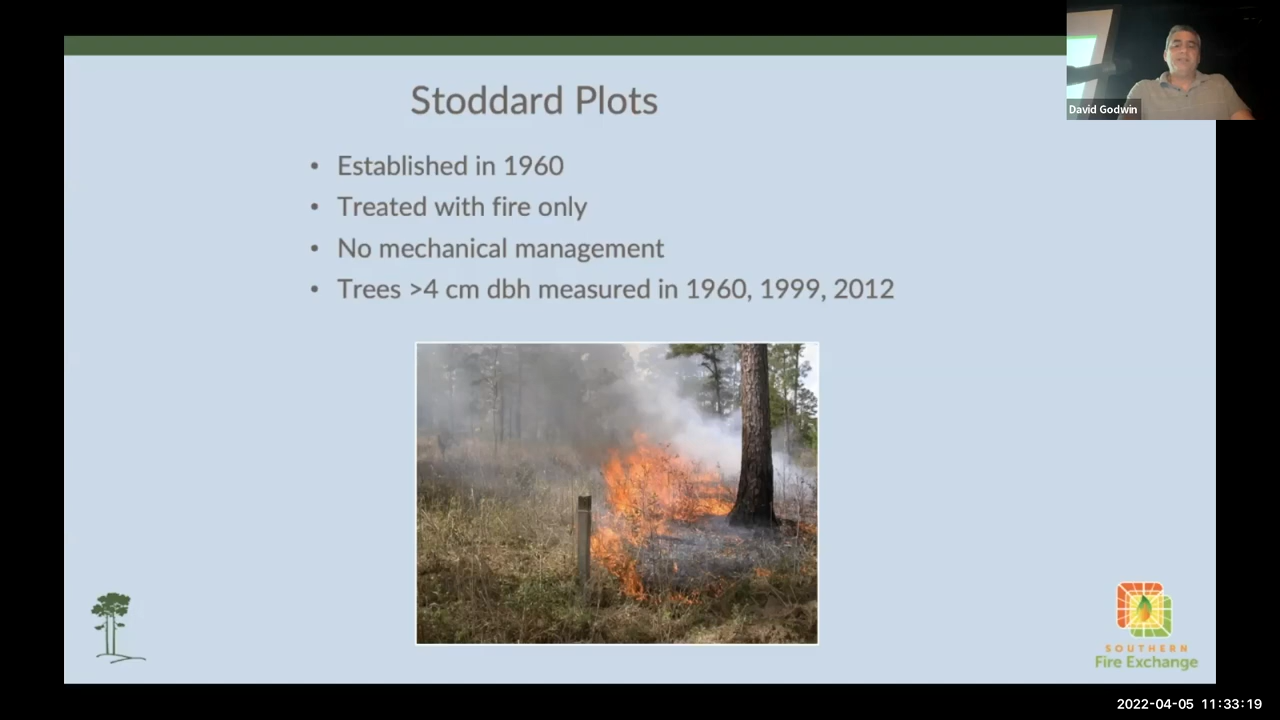 Stoddard Plots
• Established in 1960
• Treated with fire only
• No mechanical management
• Trees >4 cm dbh measured in 1960, 1999, 2012
David Godwin
SOUTHERN
Fire Exchange
2022-04-05 11:33:19